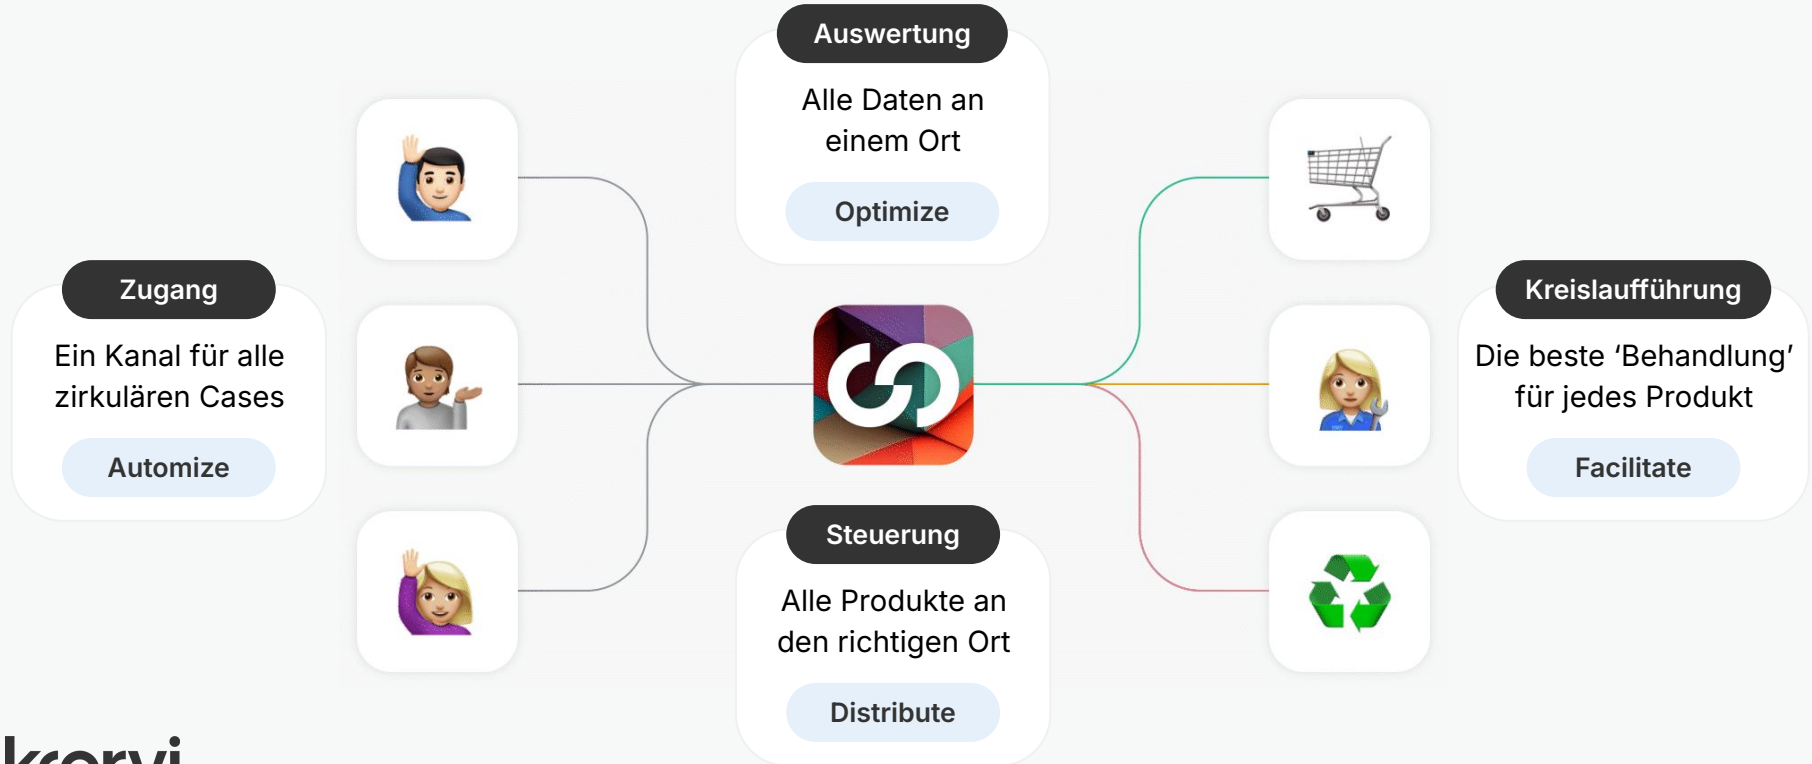 Auswertung
Alle Daten an
einem Ort
Optimize
Zugang
Ein Kanal für alle
zirkulären Cases
Automize
Kreislaufführung
Die beste ‘Behandlung’
für jedes Produkt
Facilitate
Steuerung
Alle Produkte an
den richtigen Ort
Distribute